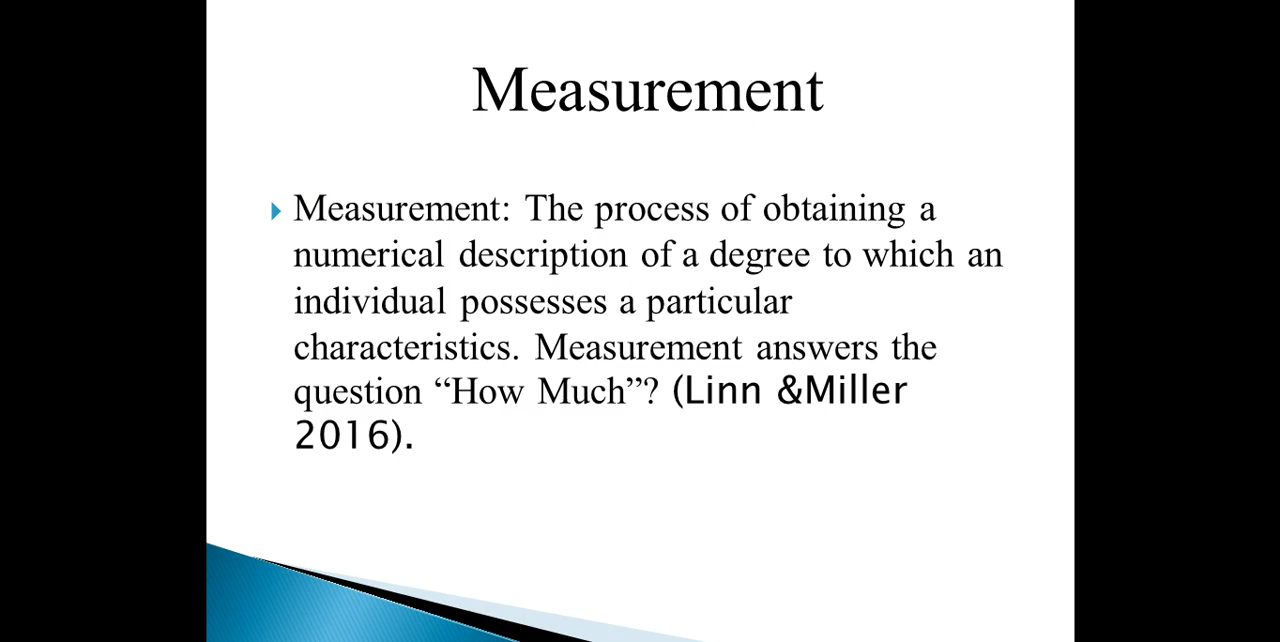 Measurement
Measurement: The process of obtaining a
numerical description of a degree to which an
individual possesses a particular
characteristics. Measurement answers the
question “How Much”? (Linn &Miller
2016).